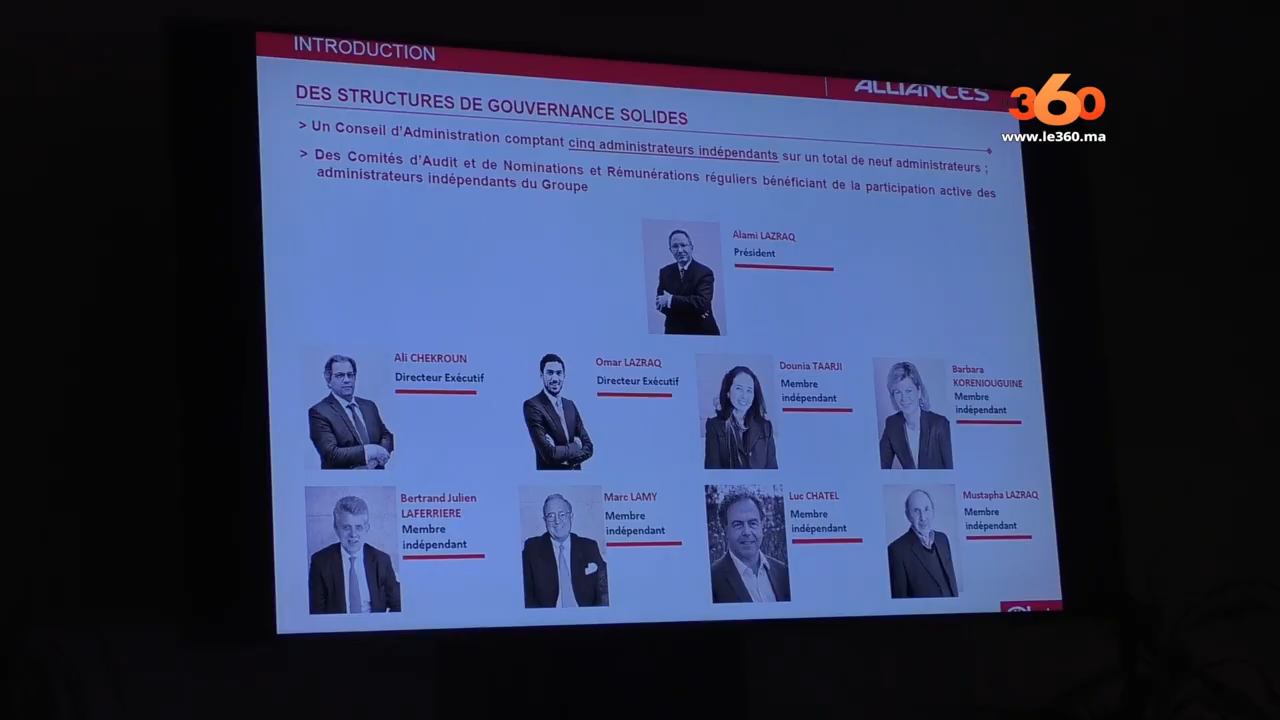 INTRODUCTION
ALLIANCES
360
www.le360.ma
DES STRUCTURES DE GOUVERNANCE SOLIDES
> Un Conseil d'Administration comptant cinq administrateurs indépendants sur un total de neuf administrateurs ;
> Des Comités d'Audit et de Nominations et Rémunérations réguliers bénéficiant de la participation active des
administrateurs indépendants du Groupe
Alami LAZRAQ
Président
Ali CHEKROUN
Directeur Exécutif
Omar LAZRAQ
Directeur Exécutif
Dounia TAARJI
Membre
indépendant
Barbara
KORENIOUGUINE
Membre
indépendant
Bertrand Julien
LAFERRIERE
Membre
indépendant
Marc LAMY
Membre
indépendant
Luc CHATEL
Membre
indépendant
Mustapha LAZRAQ
Membre
indépendant